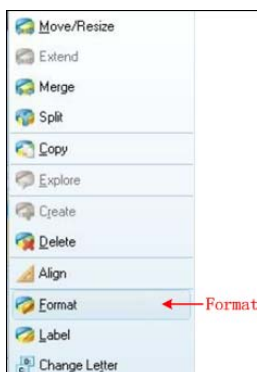 Move/Resize
Extend
Merge
Split
Copy
Explore
Create
Delete
Align
Format Format
Label
Change Letter